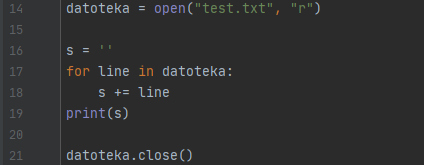 14 datoteka = open("test.txt", "r")
15
16 s = ''
17 for line in datoteka:
18     s += line
19 print(s)
20
21 datoteka.close()